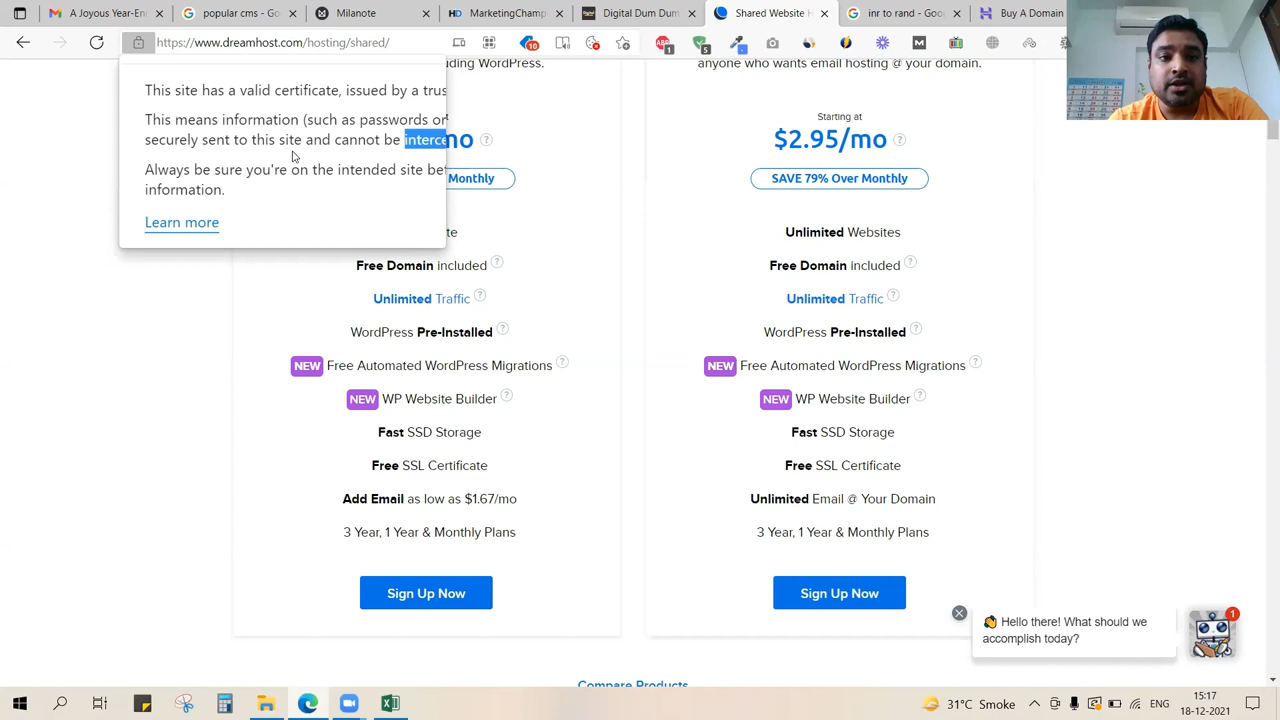 A Joyous Year-En
popular cms - Goo
Milanote
HD MarketingChamp
Digital Dum Dum
Shared Website H
inr to rand - Goo
Buy A Domain
https://www.dreamhost.com/hosting/shared/
10
1
5
including WordPress.
anyone who wants email hosting @ your domain.
This site has a valid certificate, issued by a trus
This means information (such as passwords or
securely sent to this site and cannot be interce
Always be sure you're on the intended site bef
information.
Learn more
mo
Monthly
Free Domain included
Unlimited Traffic
WordPress Pre-Installed
NEW Free Automated WordPress Migrations
NEW WP Website Builder
Fast SSD Storage
Free SSL Certificate
Add Email as low as $1.67/mo
3 Year, 1 Year & Monthly Plans
Sign Up Now
Starting at
$2.95/mo
SAVE 79% Over Monthly
Unlimited Websites
Free Domain included
Unlimited Traffic
WordPress Pre-Installed
NEW Free Automated WordPress Migrations
NEW WP Website Builder
Fast SSD Storage
Free SSL Certificate
Unlimited Email @ Your Domain
3 Year, 1 Year & Monthly Plans
Sign Up Now
Hello there! What should we
accomplish today?
1
Compare Products
31°C Smoke
ENG
15:17
18-12-2021